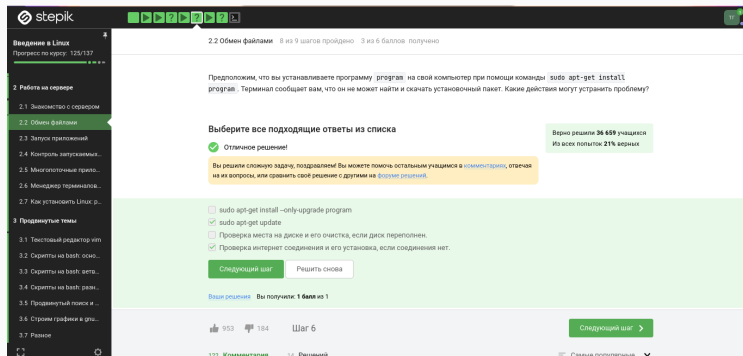 stepik
Введение в Linux
Прогресс по курсу: 125/137
2 Работа на сервере
2.1 Знакомство с сервером
2.2 Обмен файлами
2.3 Запуск приложений
2.4 Контроль запускаемых...
2.5 Многопоточные прило...
2.6 Менеджер терминалов...
2.7 Как установить Linux: р...
3 Продвинутые темы
3.1 Текстовый редактор vim
3.2 Скрипты на bash: осно...
3.3 Скрипты на bash: ветв...
3.4 Скрипты на bash: разн...
3.5 Продвинутый поиск и ...
3.6 Строим графики в gnu...
3.7 Разное
2.2 Обмен файлами 8 из 9 шагов пройдено 3 из 6 баллов получено
Предположим, что вы устанавливаете программу program на свой компьютер при помощи команды sudo apt-get install
program . Терминал сообщает вам, что он не может найти и скачать установочный пакет. Какие действия могут устранить проблему?
Выберите все подходящие ответы из списка
Отличное решение!
Верно решили 36 659 учащихся
Из всех попыток 21% верных
Вы решили сложную задачу, поздравляем! Вы можете помочь остальным учащимся в комментариях, отвечая
на их вопросы, или сравнить своё решение с другими на форуме решений.
sudo apt-get install --only-upgrade program
sudo apt-get update
Проверка места на диске и его очистка, если диск переполнен.
Проверка интернет соединения и его установка, если соединения нет.
Следующий шаг Решить снова
Ваши решения Вы получили: 1 балл из 1
953 184 Шаг 6 Следующий шаг
Комментария Решений Самые популярные